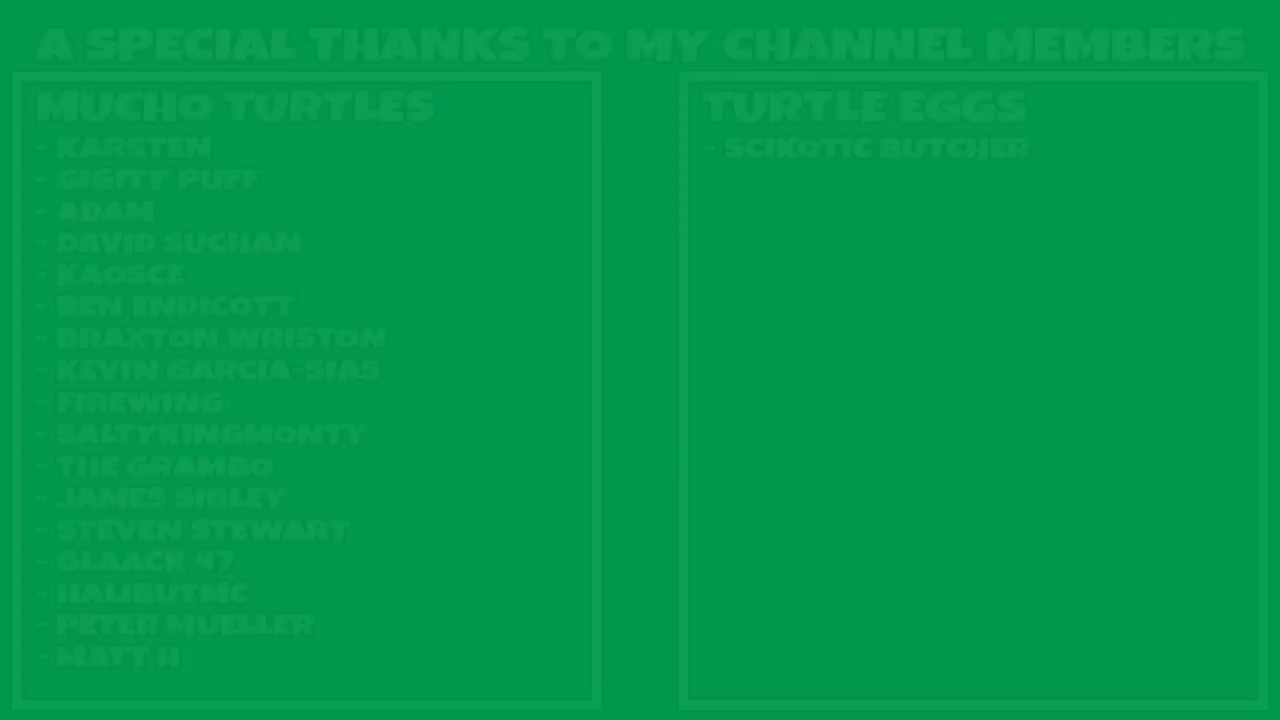 A SPECIAL THANKS TO MY CHANNEL MEMBERS
MUCHO TURTLES
- KARSTEN
- GIGITY PUFF
- ADAM
- DAVID SUCHAN
- KAOSCE
- BEN ENDICOTT
- BRAXTON WRISTON
- KEVIN GARCIA-SIAS
- FIREWING
- SALTYKINGMONTY
- THE GRAMBO
- JAMES SIBLEY
- STEVEN STEWART
- GLAACK 47
- HALIBUTMC
- PETER MUELLER
- MATT H
TURTLE EGGS
- SCIKOTIC BUTCHER